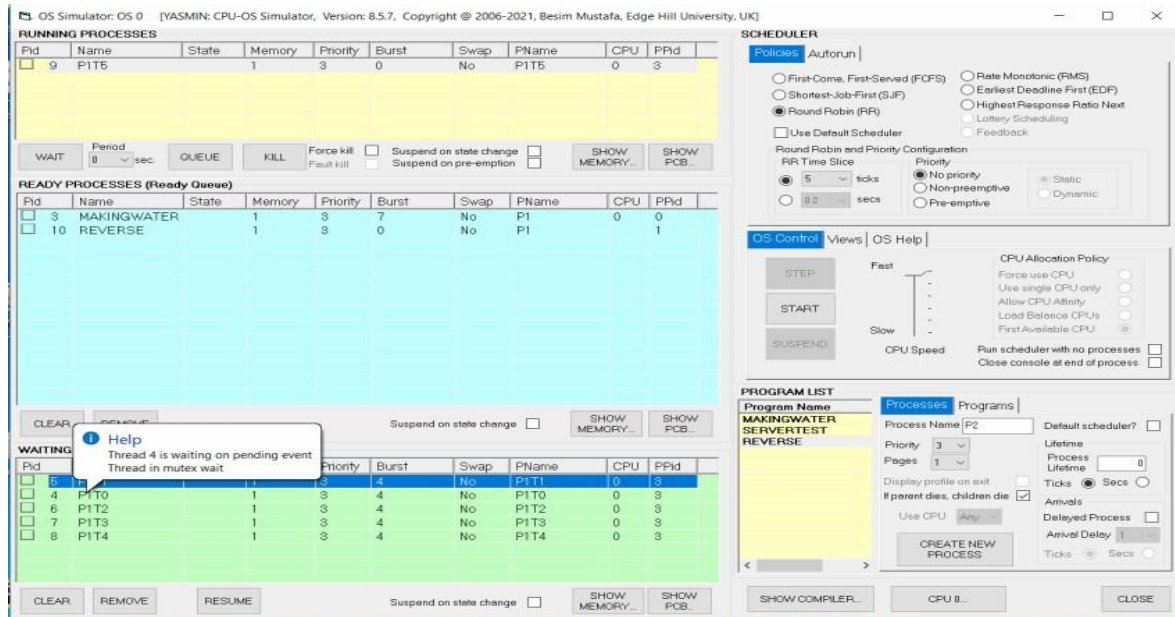 OS Simulator: OS 0 [YASMIN: CPU-OS Simulator, Version: 8.5.7, Copyright @ 2006-2021, Besim Mustafa, Edge Hill University, UK]
RUNNING PROCESSES
Pid Name State Memory Priority Burst Swap PName CPU PPid
9 P1T5 1 3 0 No P1T5 0 3
WAIT Period 0 sec. QUEUE KILL Force kill Suspend on state change SHOW MEMORY... SHOW PCB...
Fault kill Suspend on pre-emption
READY PROCESSES (Ready Queue)
Pid Name State Memory Priority Burst Swap PName CPU PPid
3 MAKINGWATER 1 3 7 No P1 0 0
10 REVERSE 1 3 0 No P1 1
CLEAR REMOVE Suspend on state change SHOW MEMORY... SHOW PCB...
Help
Thread 4 is waiting on pending event
Thread in mutex wait
WAITING
Pid Priority Burst Swap PName CPU PPid
5 1 3 4 No P1T1 0 3
4 P1T0 1 3 4 No P1T0 0 3
6 P1T2 1 3 4 No P1T2 0 3
7 P1T3 1 3 4 No P1T3 0 3
8 P1T4 1 3 4 No P1T4 0 3
CLEAR REMOVE RESUME Suspend on state change SHOW MEMORY... SHOW PCB...
SCHEDULER
Policies Autorun
First-Come, First-Served (FCFS) Rate Monotonic (RMS)
Shortest-Job-First (SJF) Earliest Deadline First (EDF)
Round Robin (RR) Highest Response Ratio Next
Lottery Scheduling
Use Default Scheduler Feedback
Round Robin and Priority Configuration
RR Time Slice Priority
5 ticks No priority Static
Non-preemptive Dynamic
0.2 secs Pre-emptive
OS Control Views OS Help
STEP Fast CPU Allocation Policy
Force use CPU
Use single CPU only
START Allow CPU Affinity
Load Balance CPUs
Slow First Available CPU
SUSPEND CPU Speed Run scheduler with no processes
Close console at end of process
PROGRAM LIST
Program Name
MAKINGWATER
SERVERTEST
REVERSE
Processes Programs
Process Name P2 Default scheduler?
Priority 3 Lifetime
Pages 1 Process Lifetime 0
Display profile on exit Ticks Secs
If parent dies, children die Arrivals
Use CPU Any Delayed Process
CREATE NEW PROCESS Arrival Delay 1
Ticks Secs
SHOW COMPILER... CPU 0... CLOSE